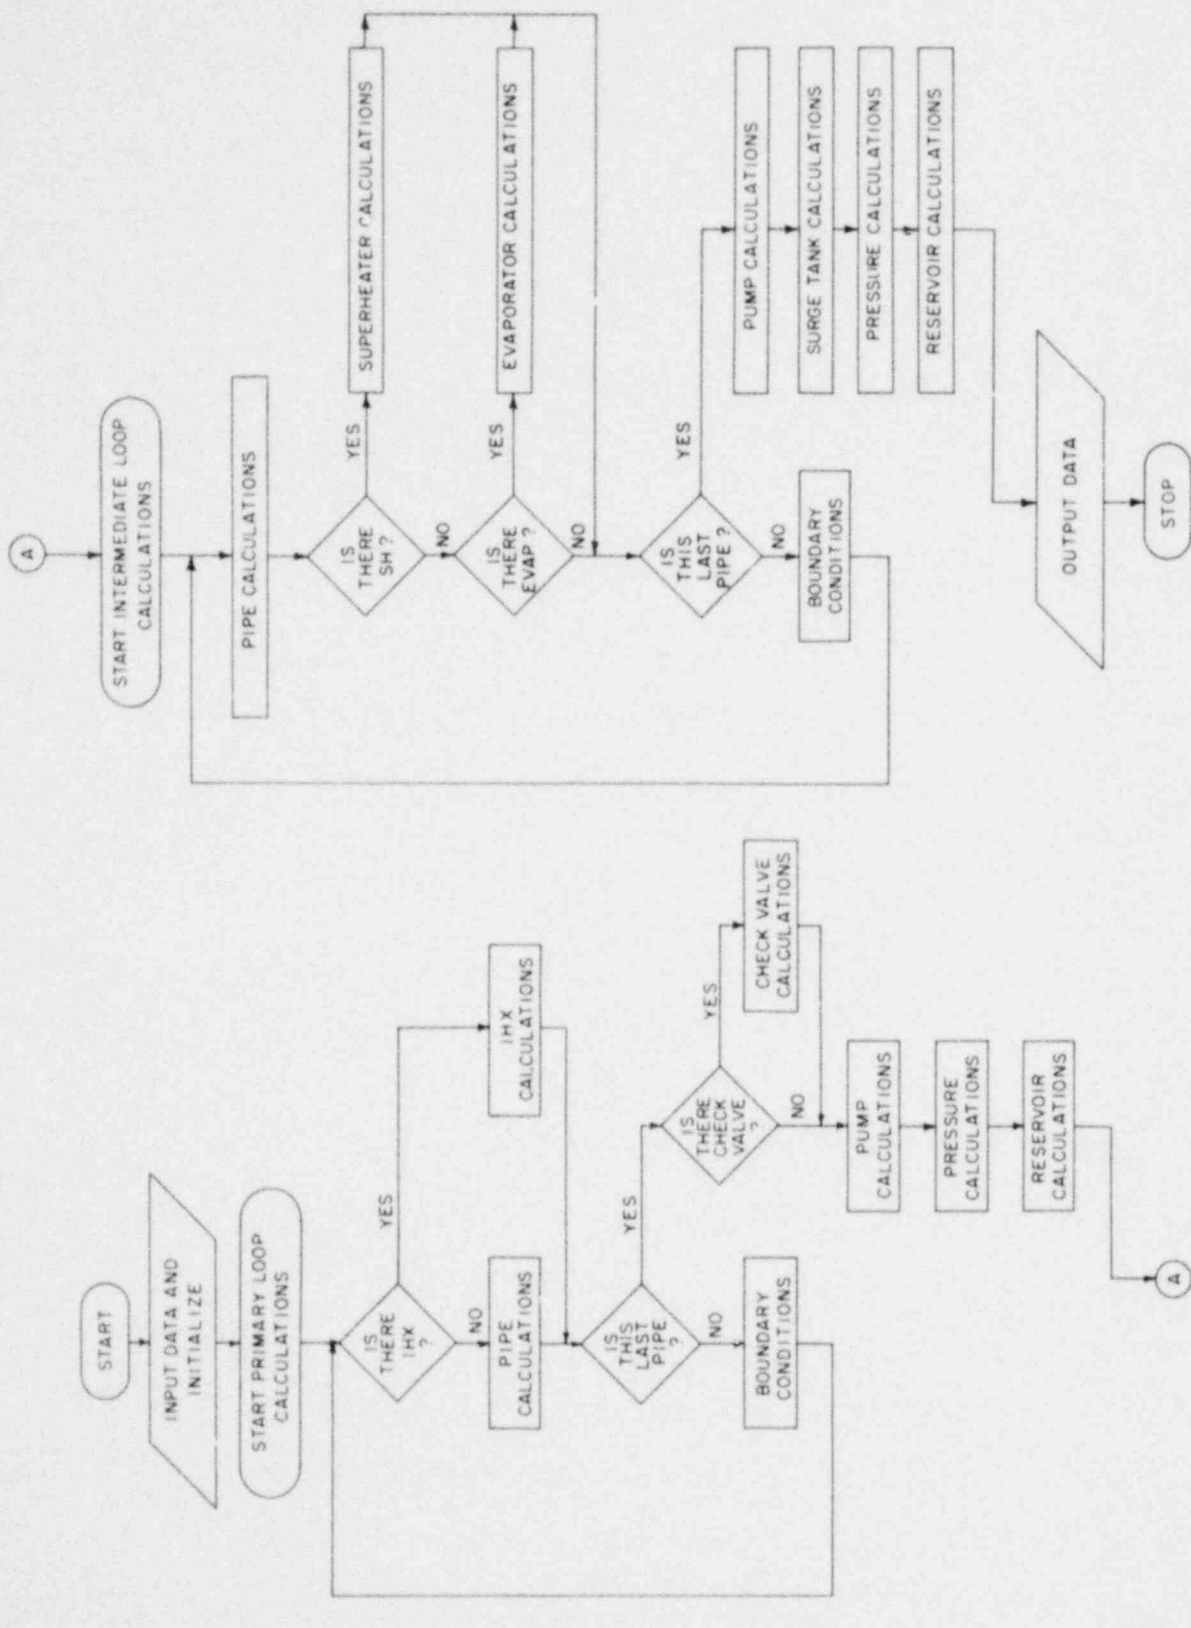 START
INPUT DATA AND
INITIALIZE
START PRIMARY LOOP
CALCULATIONS
IS
THERE
IHX
?
YES
NO
IHX
CALCULATIONS
PIPE
CALCULATIONS
IS
THIS
LAST
PIPE
?
YES
NO
BOUNDARY
CONDITIONS
IS
THERE
CHECK
VALVE
?
YES
NO
CHECK VALVE
CALCULATIONS
PUMP
CALCULATIONS
PRESSURE
CALCULATIONS
RESERVOIR
CALCULATIONS
A
A
START INTERMEDIATE LOOP
CALCULATIONS
PIPE CALCULATIONS
IS
THERE
SH ?
YES
NO
SUPERHEATER CALCULATIONS
IS
THERE
EVAP ?
YES
NO
EVAPORATOR CALCULATIONS
IS
THIS
LAST
PIPE ?
YES
NO
BOUNDARY
CONDITIONS
PUMP CALCULATIONS
SURGE TANK CALCULATIONS
PRESSURE CALCULATIONS
RESERVOIR CALCULATIONS
OUTPUT DATA
STOP